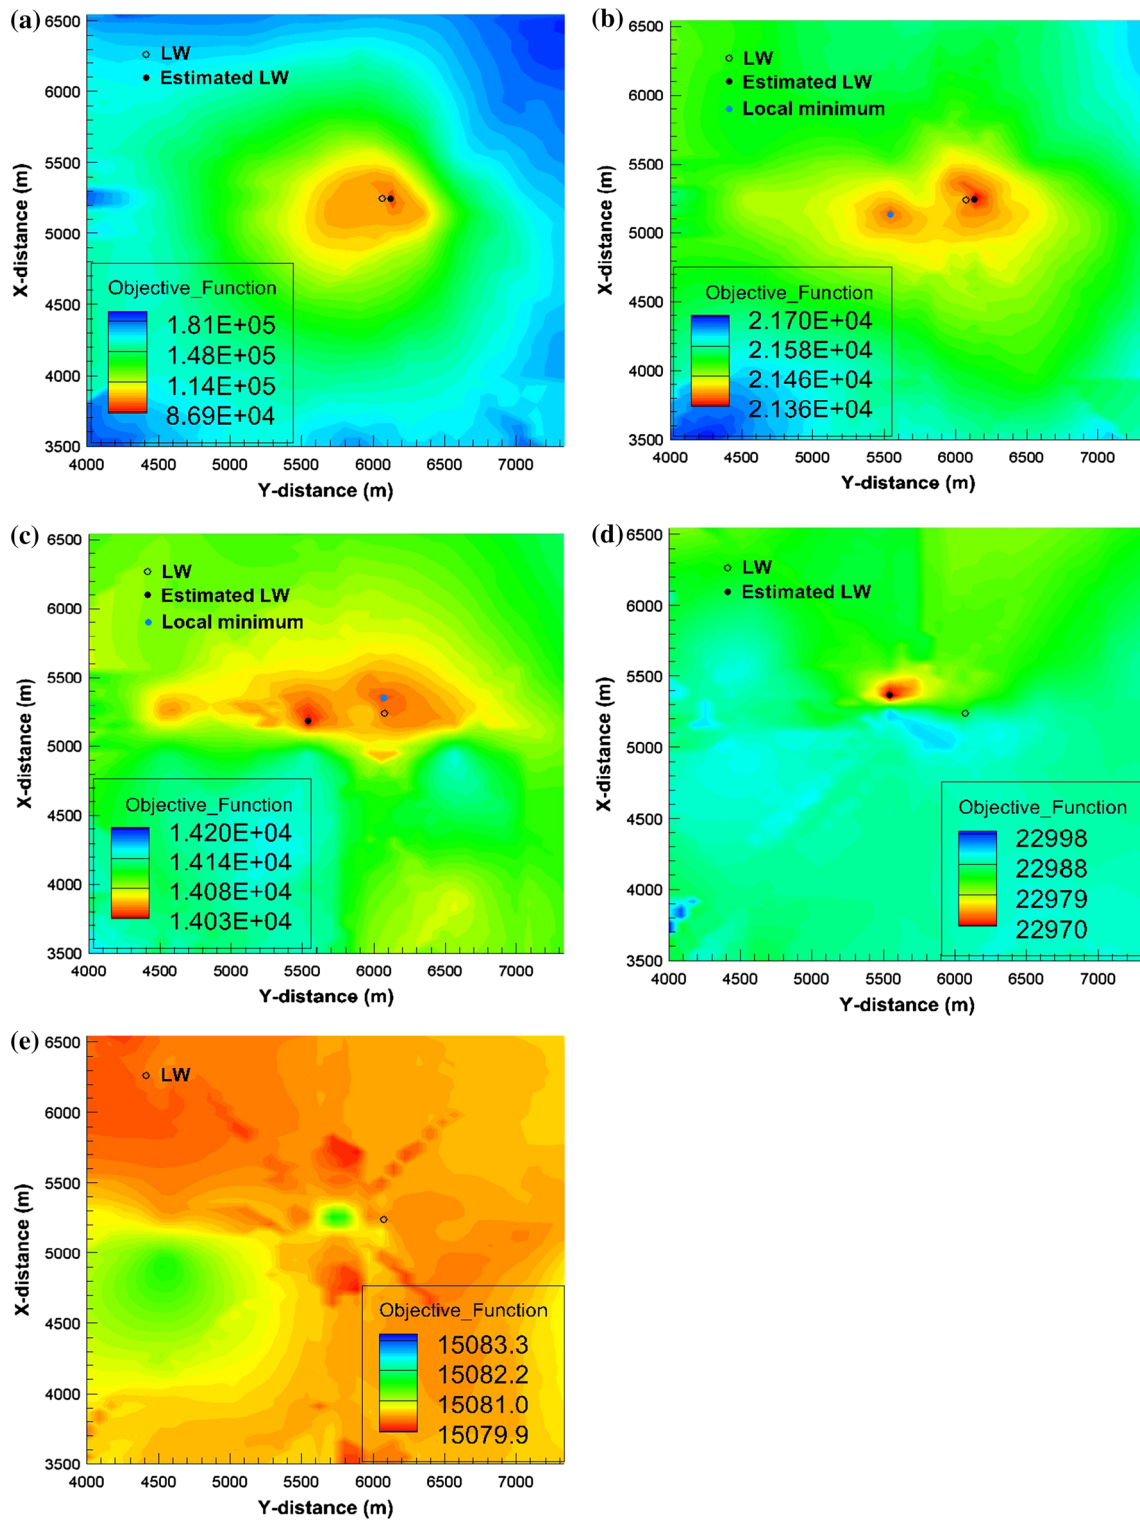 (a)
6500
6000
5500
5000
4500
4000
3500
X-distance (m)
LW
Estimated LW
Objective_Function
1.81E+05
1.48E+05
1.14E+05
8.69E+04
4000 4500 5000 5500 6000 6500 7000
Y-distance (m)
(b)
6500
6000
5500
5000
4500
4000
3500
X-distance (m)
LW
Estimated LW
Local minimum
Objective_Function
2.170E+04
2.158E+04
2.146E+04
2.136E+04
4000 4500 5000 5500 6000 6500 7000
Y-distance (m)
(c)
6500
6000
5500
5000
4500
4000
3500
X-distance (m)
LW
Estimated LW
Local minimum
Objective_Function
1.420E+04
1.414E+04
1.408E+04
1.403E+04
4000 4500 5000 5500 6000 6500 7000
Y-distance (m)
(d)
6500
6000
5500
5000
4500
4000
3500
X-distance (m)
LW
Estimated LW
Objective_Function
22998
22988
22979
22970
4000 4500 5000 5500 6000 6500 7000
Y-distance (m)
(e)
6500
6000
5500
5000
4500
4000
3500
X-distance (m)
LW
Objective_Function
15083.3
15082.2
15081.0
15079.9
4000 4500 5000 5500 6000 6500 7000
Y-distance (m)